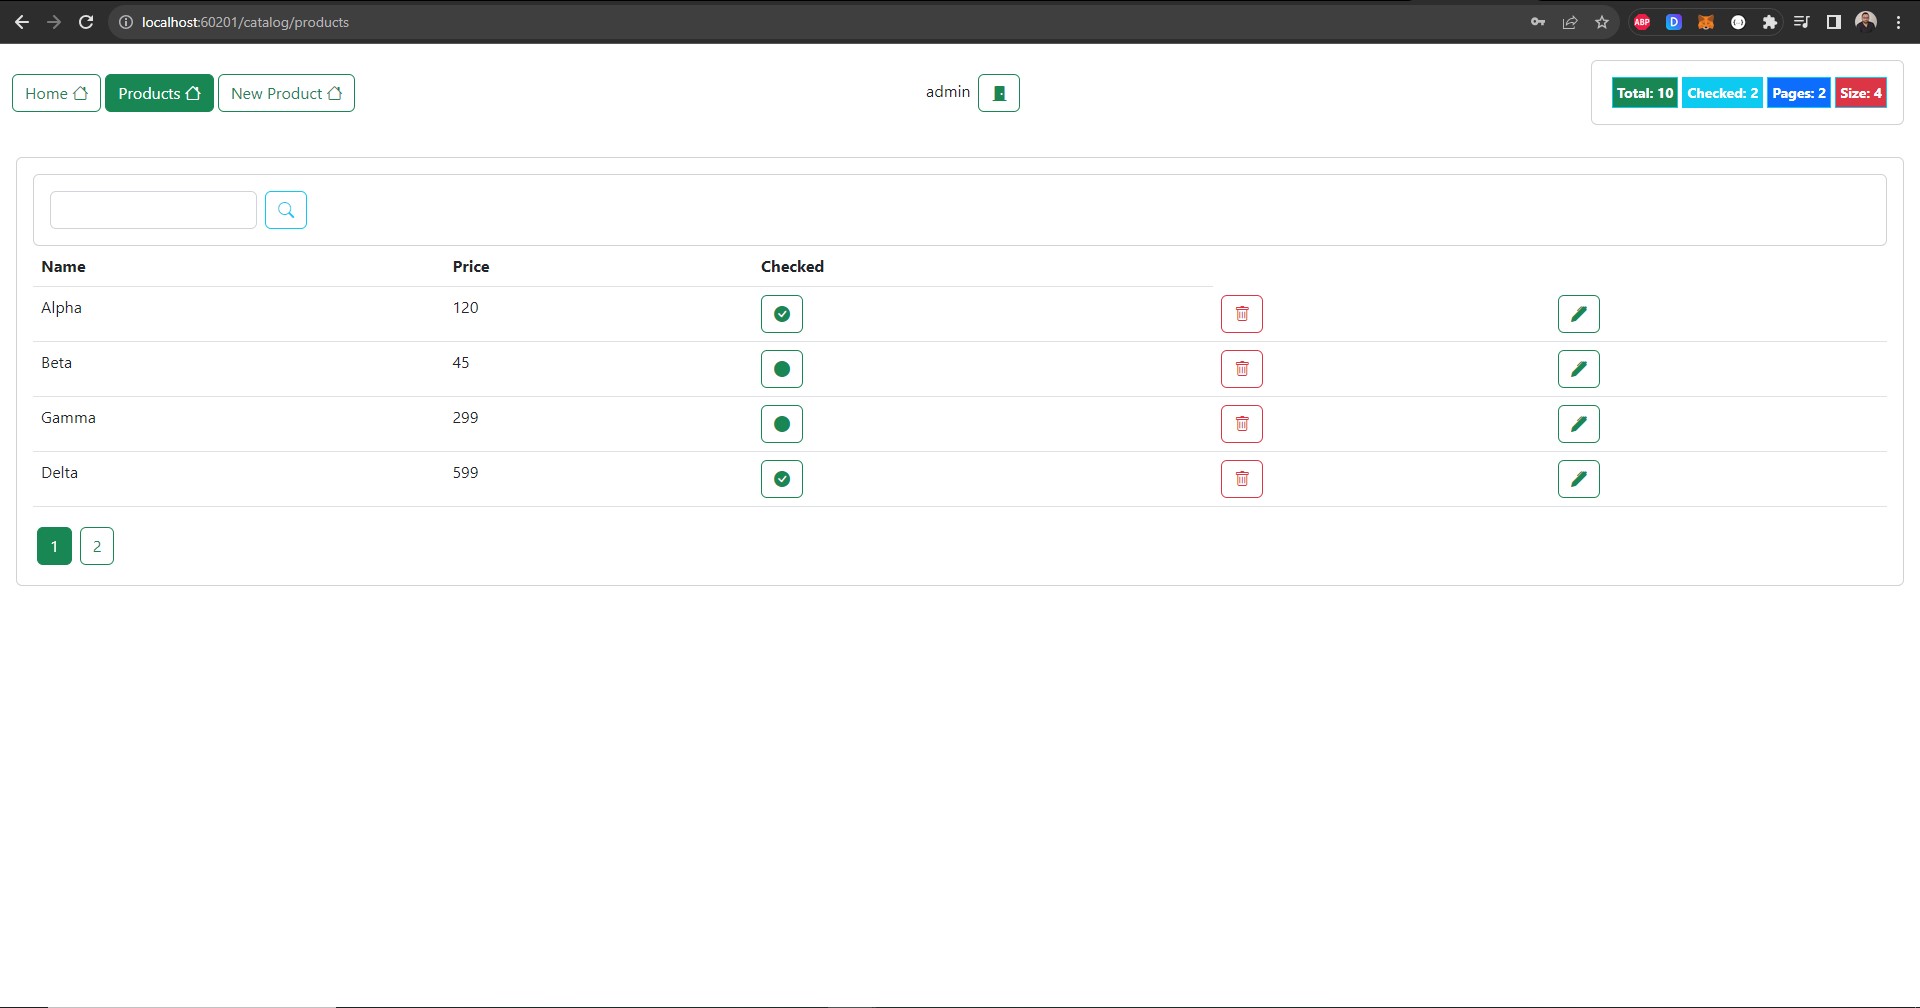 localhost:60201/catalog/products
ABP D
Home Products New Product admin Total: 10 Checked: 2 Pages: 2 Size: 4
Name Price Checked
Alpha 120
Beta 45
Gamma 299
Delta 599
1 2